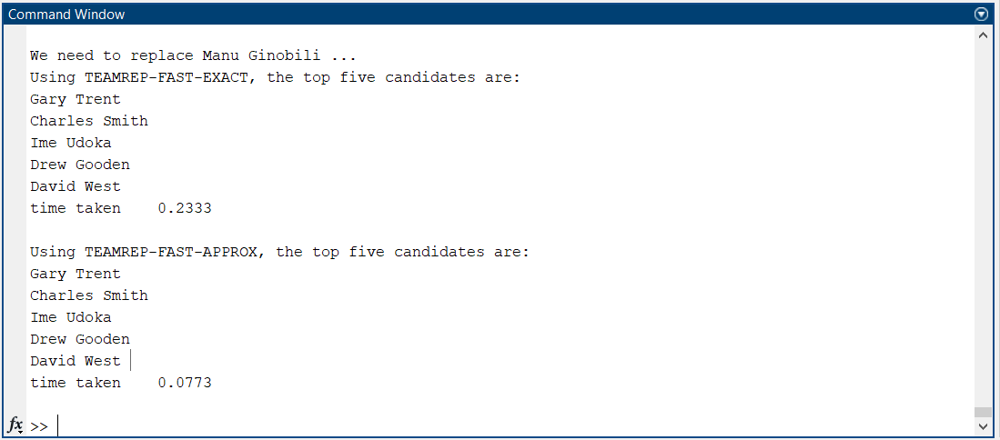 Command Window
We need to replace Manu Ginobili ...
Using TEAMREP-FAST-EXACT, the top five candidates are:
Gary Trent
Charles Smith
Ime Udoka
Drew Gooden
David West
time taken    0.2333
Using TEAMREP-FAST-APPROX, the top five candidates are:
Gary Trent
Charles Smith
Ime Udoka
Drew Gooden
David West
time taken    0.0773
fx >>